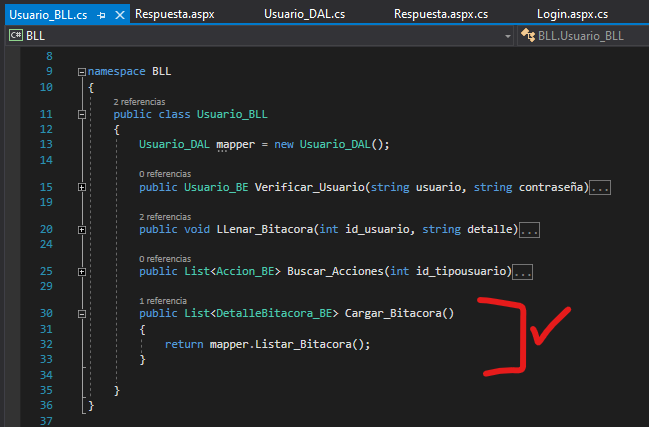 Usuario_BLL.cs Respuesta.aspx Usuario_DAL.cs Respuesta.aspx.cs Login.aspx.cs
C# BLL BLL.Usuario_BLL
8
9 namespace BLL
10 {
2 referencias
11 public class Usuario_BLL
12 {
13 Usuario_DAL mapper = new Usuario_DAL();
14
0 referencias
15 public Usuario_BE Verificar_Usuario(string usuario, string contraseña)...
19
2 referencias
20 public void LLenar_Bitacora(int id_usuario, string detalle)...
24
0 referencias
25 public List<Accion_BE> Buscar_Acciones(int id_tipousuario)...
29
1 referencia
30 public List<DetalleBitacora_BE> Cargar_Bitacora()
31 {
32 return mapper.Listar_Bitacora();
33 }
34
35 }
36 }
37